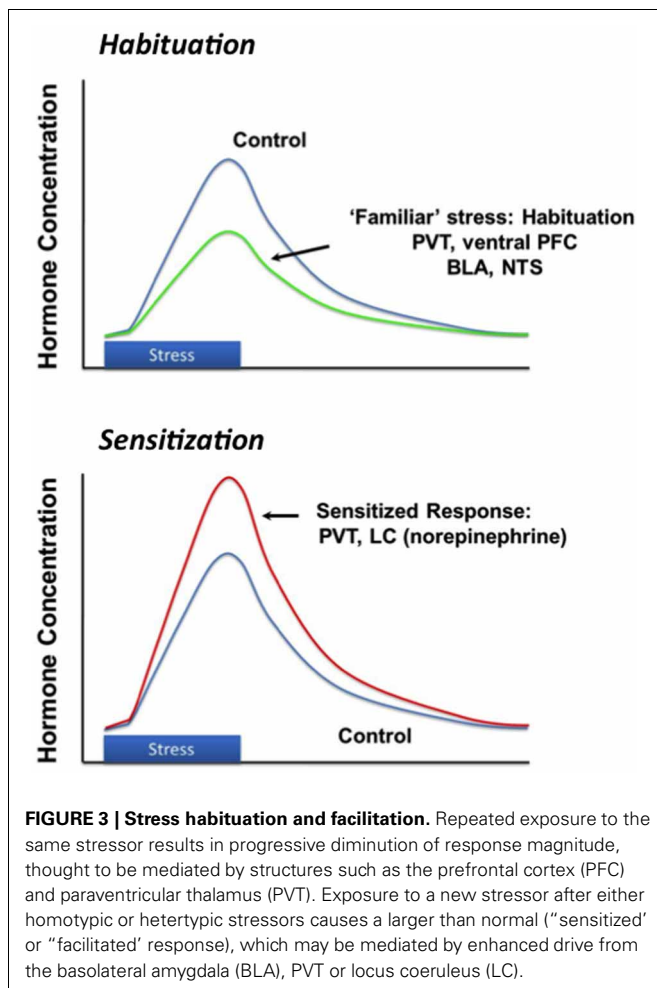 Habituation
Hormone Concentration
Control
‘Familiar’ stress: Habituation
PVT, ventral PFC
BLA, NTS
Stress
Sensitization
Hormone Concentration
Sensitized Response:
PVT, LC (norepinephrine)
Control
Stress
FIGURE 3 | Stress habituation and facilitation. Repeated exposure to the
same stressor results in progressive diminution of response magnitude,
thought to be mediated by structures such as the prefrontal cortex (PFC)
and paraventricular thalamus (PVT). Exposure to a new stressor after either
homotypic or hetertypic stressors causes a larger than normal (“sensitized’
or “facilitated’ response), which may be mediated by enhanced drive from
the basolateral amygdala (BLA), PVT or locus coeruleus (LC).